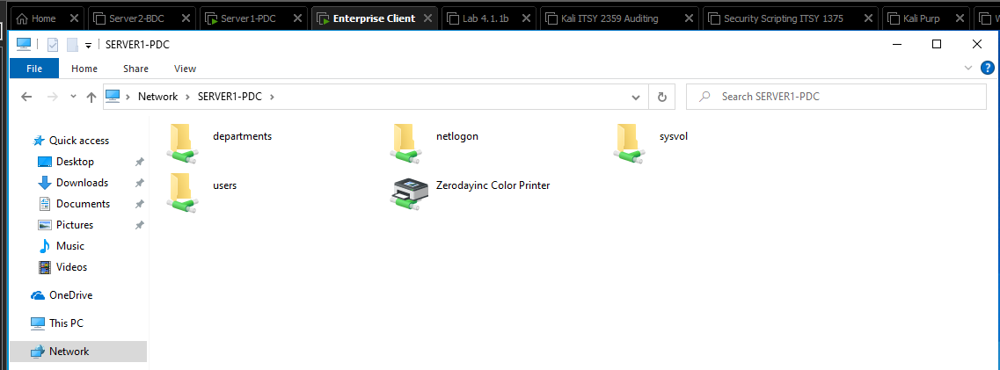 Home
Server2-BDC
Server1-PDC
Enterprise Client
Lab 4.1.1b
Kali ITSY 2359 Auditing
Security Scripting ITSY 1375
Kali Purp
SERVER1-PDC
File
Home
Share
View
Network
SERVER1-PDC
Search SERVER1-PDC
Quick access
Desktop
Downloads
Documents
Pictures
Music
Videos
OneDrive
This PC
Network
departments
netlogon
sysvol
users
Zerodayinc Color Printer